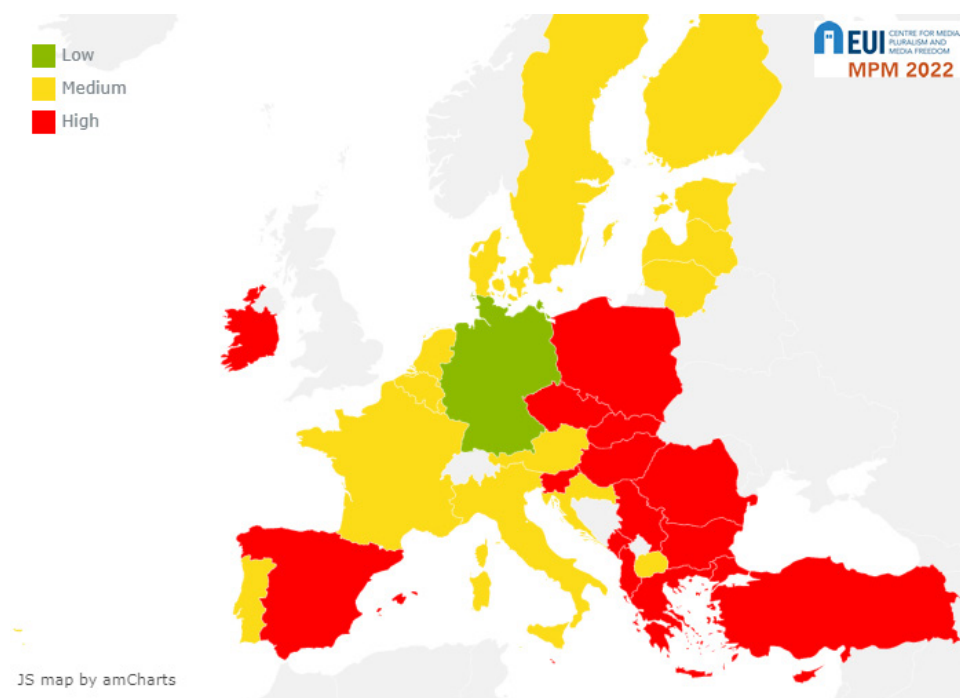 Low
Medium
High
EUI
CENTRE FOR MEDIA
PLURALISM AND
MEDIA FREEDOM
MPM 2022
JS map by amCharts